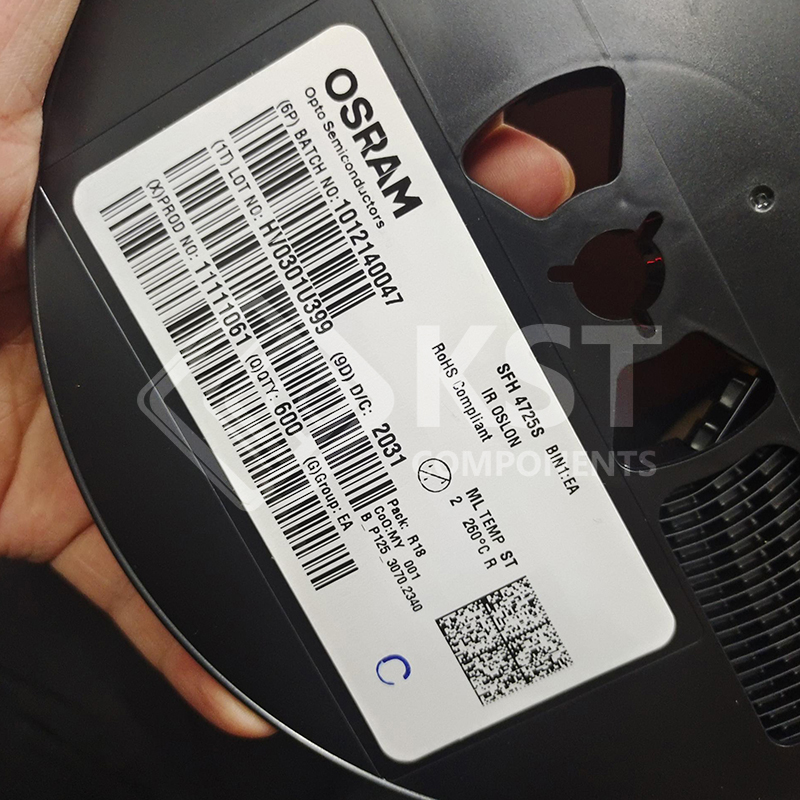 OSRAM
Opto Semiconductors
(6P) BATCH NO: 1012140047
(1T) LOT NO: HV0301U399 (9D) D/C: 2031
(X)PROD NO: 11111061 (Q)QTY: 600 (G)Group: EA
SFH 4725S BIN1:EA
IR OSLON
RoHS Compliant
ML TEMP ST
2 260°C R
Pack: R18
CoO:MY 001
B_P125_3070.2340
C
KST
COMPONENTS